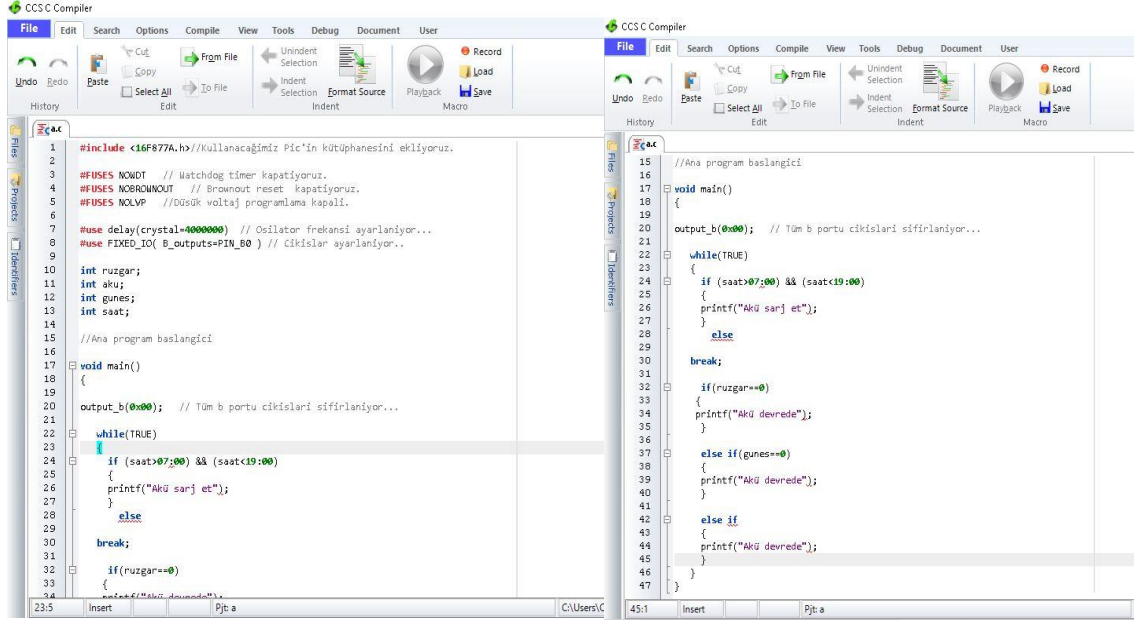 CCS C Compiler
File Edit Search Options Compile View Tools Debug Document User
Undo Redo
History
Paste
Cut
Copy
Select All
From File
To File
Edit
Unindent Selection
Indent Selection
Format Source
Indent
Playback
Record
Load
Save
Macro
Files
Projects
Identifiers
a.c
1 #include <16F877A.h>//Kullanacağimiz Pic'in kütüphanesini ekliyoruz.
2
3 #FUSES NOWDT // Watchdog timer kapatiyoruz.
4 #FUSES NOBROWNOUT // Brownout reset kapatiyoruz.
5 #FUSES NOLVP //Düsük voltaj programlama kapali.
6
7 #use delay(crystal=4000000) // Osilator frekansi ayarlaniyor...
8 #use FIXED_IO( B_outputs=PIN_B0 ) // Cikislar ayarlaniyor..
9
10 int ruzgar;
11 int aku;
12 int gunes;
13 int saat;
14
15 //Ana program baslangici
16
17 void main()
18 {
19
20 output_b(0x00); // Tüm b portu cikislari sifirlaniyor...
21
22 while(TRUE)
23 {
24 if (saat>07:00) && (saat<19:00)
25 {
26 printf("Akü sarj et");
27 }
28 else
29
30 break;
31
32 if(ruzgar==0)
33 {
34 printf("Akü devrede");
23:5 Insert Pjt: a C:\Users\C
CCS C Compiler
File Edit Search Options Compile View Tools Debug Document User
Undo Redo
History
Paste
Cut
Copy
Select All
From File
To File
Edit
Unindent Selection
Indent Selection
Format Source
Indent
Playback
Record
Load
Save
Macro
Files
Projects
Identifiers
a.c
15 //Ana program baslangici
16
17 void main()
18 {
19
20 output_b(0x00); // Tüm b portu cikislari sifirlaniyor...
21
22 while(TRUE)
23 {
24 if (saat>07:00) && (saat<19:00)
25 {
26 printf("Akü sarj et");
27 }
28 else
29
30 break;
31
32 if(ruzgar==0)
33 {
34 printf("Akü devrede");
35 }
36
37 else if(gunes==0)
38 {
39 printf("Akü devrede");
40 }
41
42 else if
43 {
44 printf("Akü devrede");
45 }
46 }
47 }
45:1 Insert Pjt: a